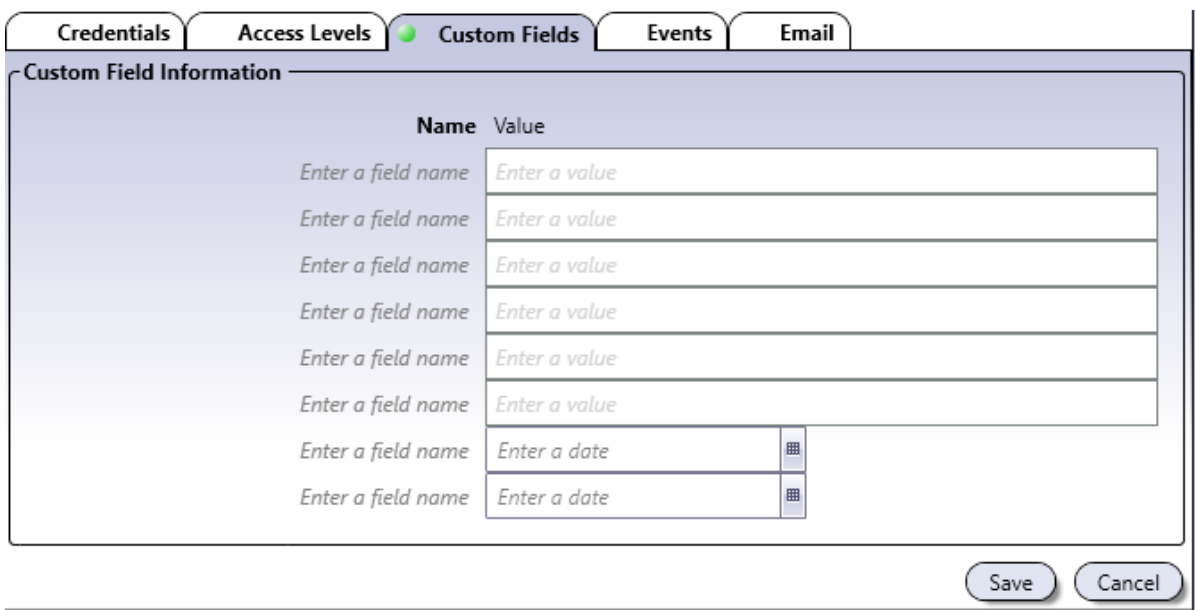 Credentials Access Levels Custom Fields Events Email
Custom Field Information
Name Value
Enter a field name Enter a value
Enter a field name Enter a value
Enter a field name Enter a value
Enter a field name Enter a value
Enter a field name Enter a value
Enter a field name Enter a value
Enter a field name Enter a date
Enter a field name Enter a date
Save Cancel